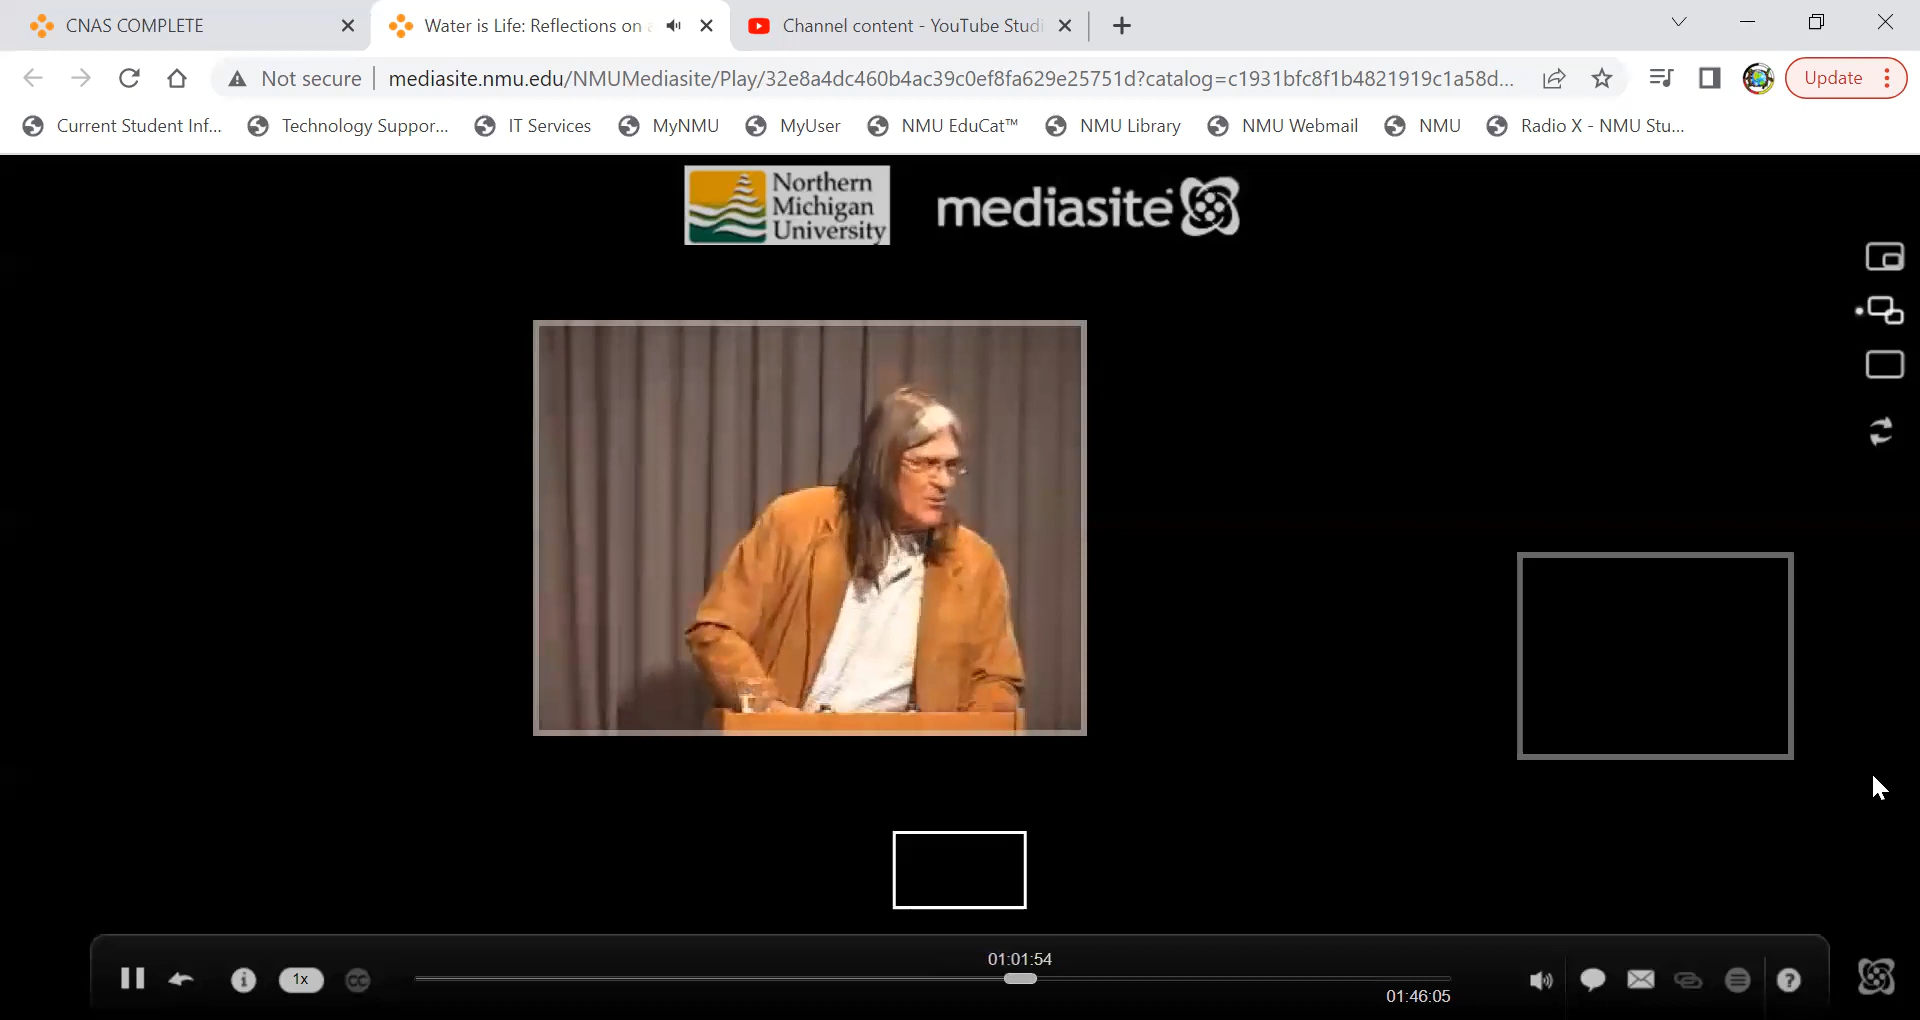 CNAS COMPLETE
Water is Life: Reflections on
Channel content - YouTube Studi
Not secure
mediasite.nmu.edu/NMUMediasite/Play/32e8a4dc460b4ac39c0ef8fa629e25751d?catalog=c1931bfc8f1b4821919c1a58d...
Update
Current Student Inf...
Technology Suppor...
IT Services
MyNMU
MyUser
NMU EduCat™
NMU Library
NMU Webmail
NMU
Radio X - NMU Stu...
Northern
Michigan
University
mediasite
01:01:54
1x
CC
01:46:05